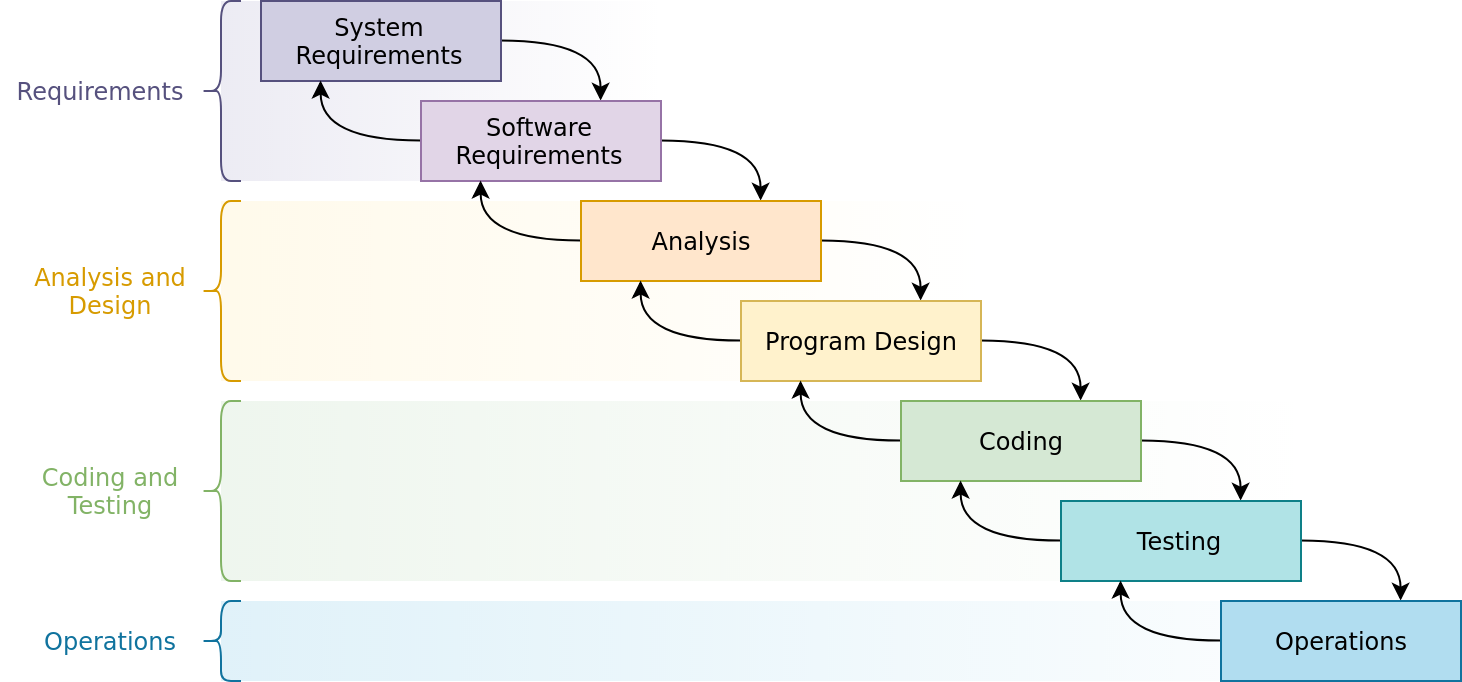 System
Requirements
Requirements
Software
Requirements
Analysis
Analysis and
Design
Program Design
Coding
Coding and
Testing
Testing
Operations
Operations